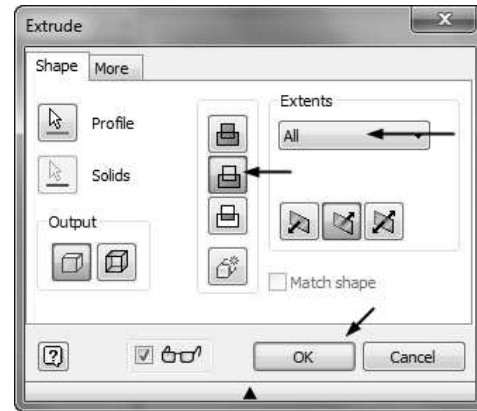 Extrude
Shape
More
Profile
Solids
Output
Extents
All
Match shape
OK
Cancel